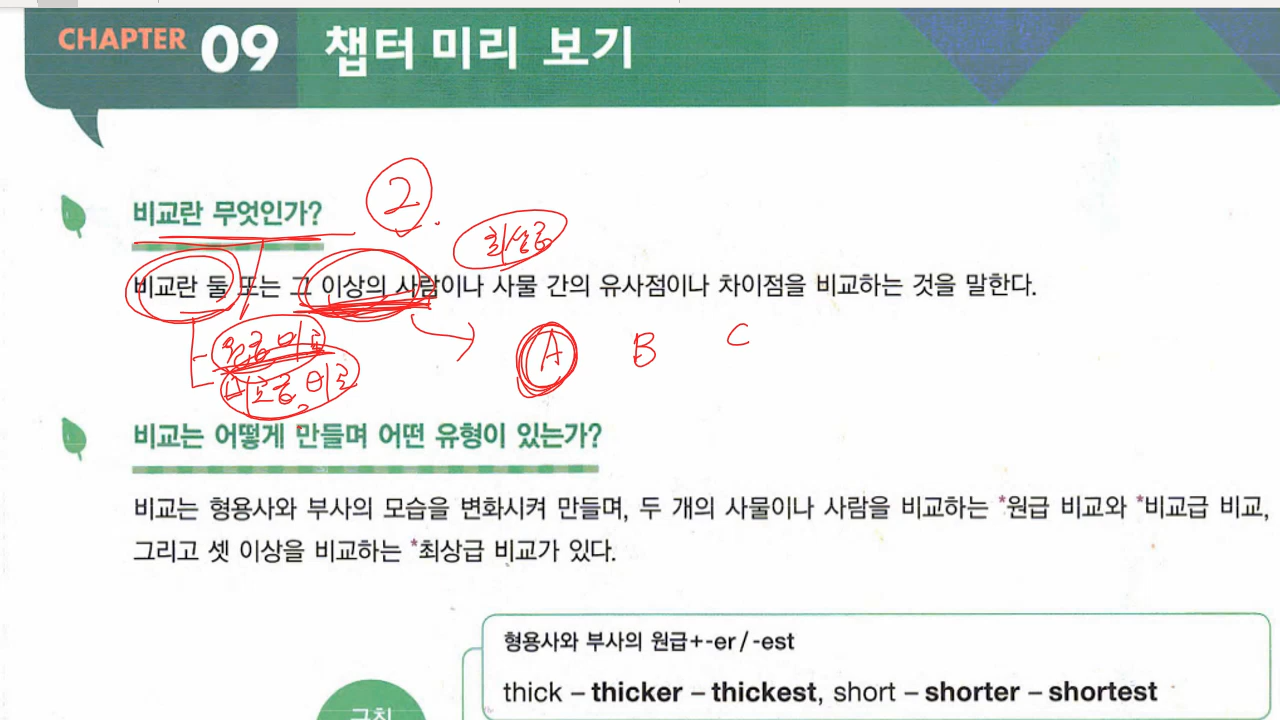 CHAPTER 09 챕터 미리 보기
비교란 무엇인가?
2
최상급
비교란 둘 또는 그 이상의 사람이나 사물 간의 유사점이나 차이점을 비교하는 것을 말한다.
원급 비교
비교급 비교
A B C
비교는 어떻게 만들며 어떤 유형이 있는가?
비교는 형용사와 부사의 모습을 변화시켜 만들며, 두 개의 사물이나 사람을 비교하는 *원급 비교와 *비교급 비교,
그리고 셋 이상을 비교하는 *최상급 비교가 있다.
형용사와 부사의 원급+-er / -est
thick – thicker – thickest, short – shorter – shortest
규칙